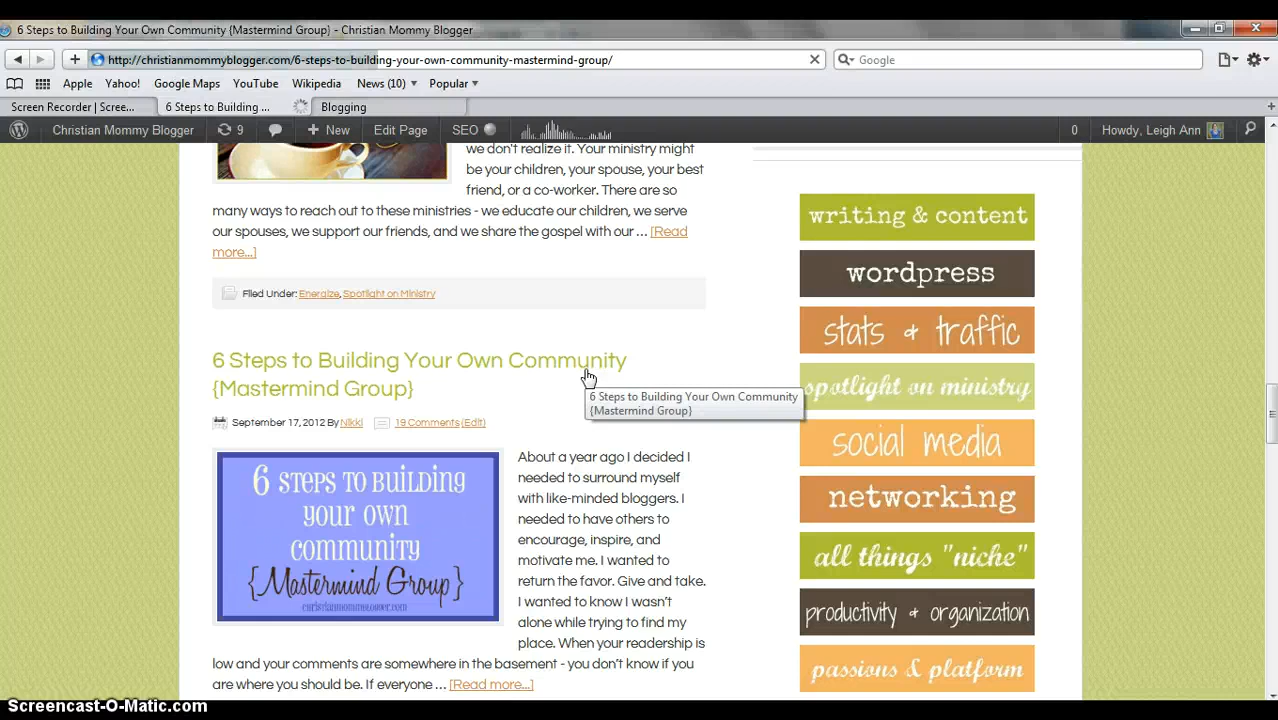 6 Steps to Building Your Own Community {Mastermind Group} - Christian Mommy Blogger
http://christianmommyblogger.com/6-steps-to-building-your-own-community-mastermind-group/
Google
Apple Yahoo! Google Maps YouTube Wikipedia News (10) Popular
Screen Recorder | Scree... 6 Steps to Building ... Blogging
Christian Mommy Blogger 9 New Edit Page SEO 0 Howdy, Leigh Ann
we don't realize it. Your ministry might
be your children, your spouse, your best
friend, or a co-worker. There are so
many ways to reach out to these ministries - we educate our children, we serve
our spouses, we support our friends, and we share the gospel with our ... [Read
more...]
Filed Under: Energize, Spotlight on Ministry
6 Steps to Building Your Own Community
{Mastermind Group}
6 Steps to Building Your Own Community
{Mastermind Group}
September 17, 2012 By Nikki 19 Comments (Edit)
6 STEPS TO BUILDING
YOUR OWN
COMMUNITY
{Mastermind Group}
christianmommyblogger.com
About a year ago I decided I
needed to surround myself
with like-minded bloggers. I
needed to have others to
encourage, inspire, and
motivate me. I wanted to
return the favor. Give and take.
I wanted to know I wasn't
alone while trying to find my
place. When your readership is
low and your comments are somewhere in the basement - you don't know if you
are where you should be. If everyone ... [Read more...]
writing & content
wordpress
stats & traffic
spotlight on ministry
social media
networking
all things "niche"
productivity & organization
passions & platform
Screencast-O-Matic.com